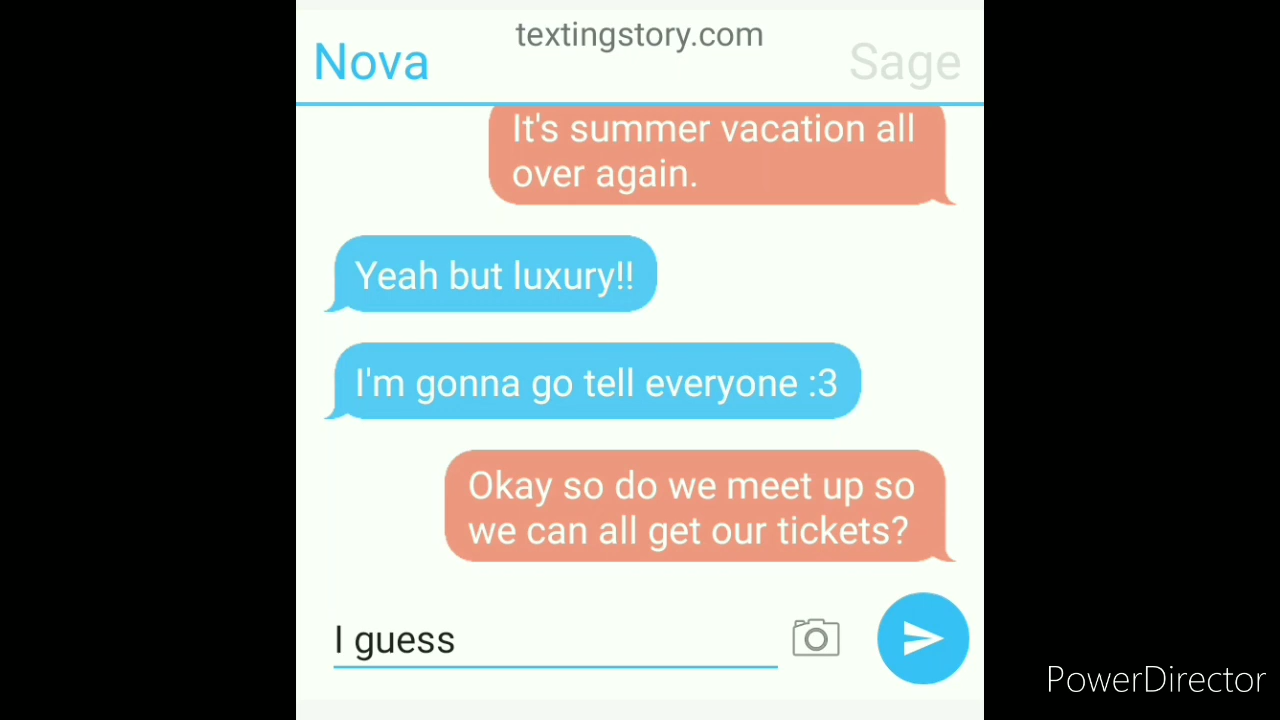 textingstory.com
Nova
Sage
It's summer vacation all
over again.
Yeah but luxury!!
I'm gonna go tell everyone :3
Okay so do we meet up so
we can all get our tickets?
I guess
PowerDirector